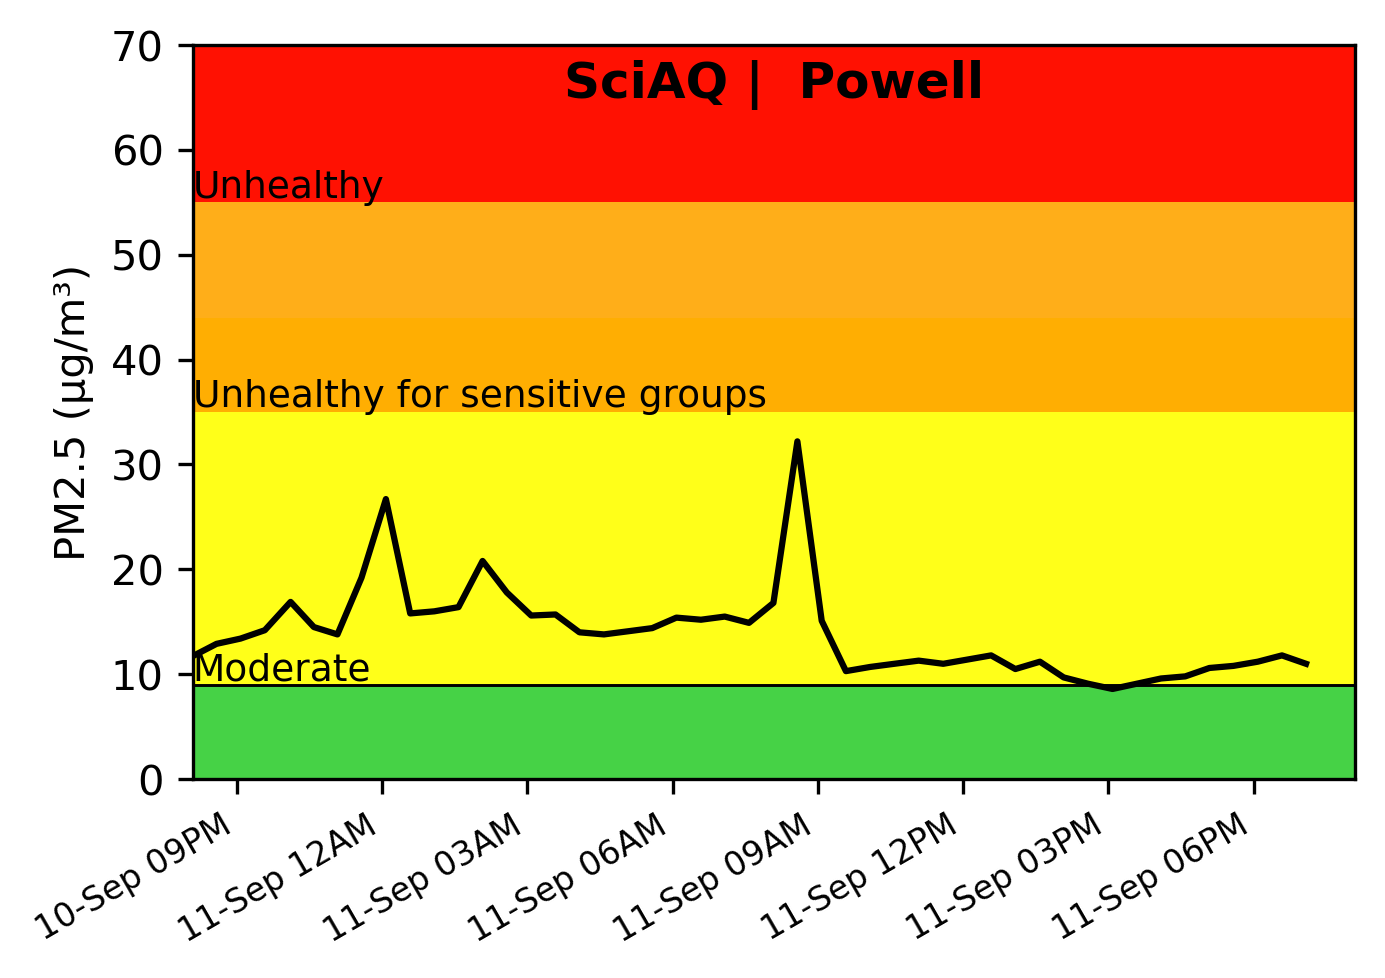 SciAQ | Powell
70
60
50
40
30
20
10
0
PM2.5 (µg/m³)
Unhealthy
Unhealthy for sensitive groups
Moderate
10-Sep 09PM
11-Sep 12AM
11-Sep 03AM
11-Sep 06AM
11-Sep 09AM
11-Sep 12PM
11-Sep 03PM
11-Sep 06PM